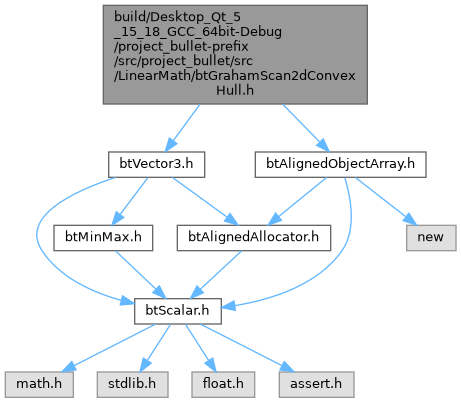 build/Desktop_Qt_5
_15_18_GCC_64bit-Debug
/project_bullet-prefix
/src/project_bullet/src
/LinearMath/btGrahamScan2dConvex
Hull.h
btVector3.h
btAlignedObjectArray.h
btMinMax.h
btAlignedAllocator.h
new
btScalar.h
math.h
stdlib.h
float.h
assert.h